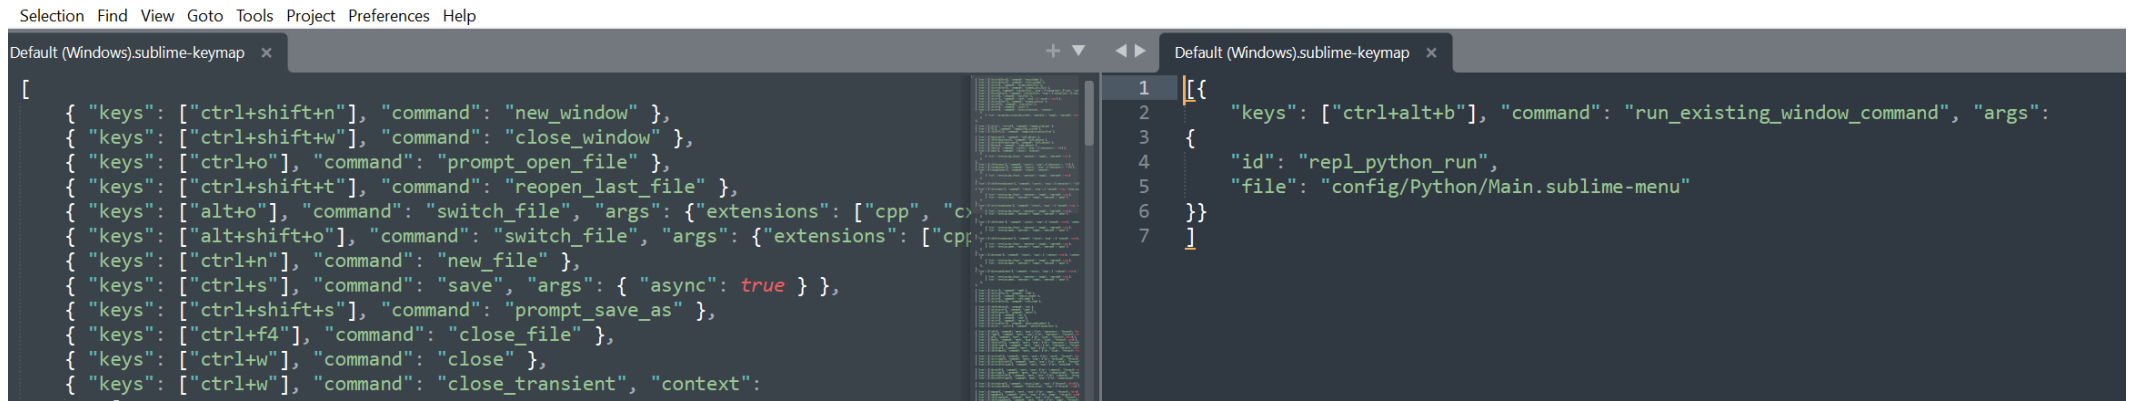 Selection Find View Goto Tools Project Preferences Help
Default (Windows).sublime-keymap ×
[
{ "keys": ["ctrl+shift+n"], "command": "new_window" },
{ "keys": ["ctrl+shift+w"], "command": "close_window" },
{ "keys": ["ctrl+o"], "command": "prompt_open_file" },
{ "keys": ["ctrl+shift+t"], "command": "reopen_last_file" },
{ "keys": ["alt+o"], "command": "switch_file", "args": {"extensions": ["cpp", "cx
{ "keys": ["alt+shift+o"], "command": "switch_file", "args": {"extensions": ["cpp
{ "keys": ["ctrl+n"], "command": "new_file" },
{ "keys": ["ctrl+s"], "command": "save", "args": { "async": true } },
{ "keys": ["ctrl+shift+s"], "command": "prompt_save_as" },
{ "keys": ["ctrl+f4"], "command": "close_file" },
{ "keys": ["ctrl+w"], "command": "close" },
{ "keys": ["ctrl+w"], "command": "close_transient", "context":
Default (Windows).sublime-keymap ×
1 [{
2 "keys": ["ctrl+alt+b"], "command": "run_existing_window_command", "args":
3 {
4 "id": "repl_python_run",
5 "file": "config/Python/Main.sublime-menu"
6 }}
7 ]